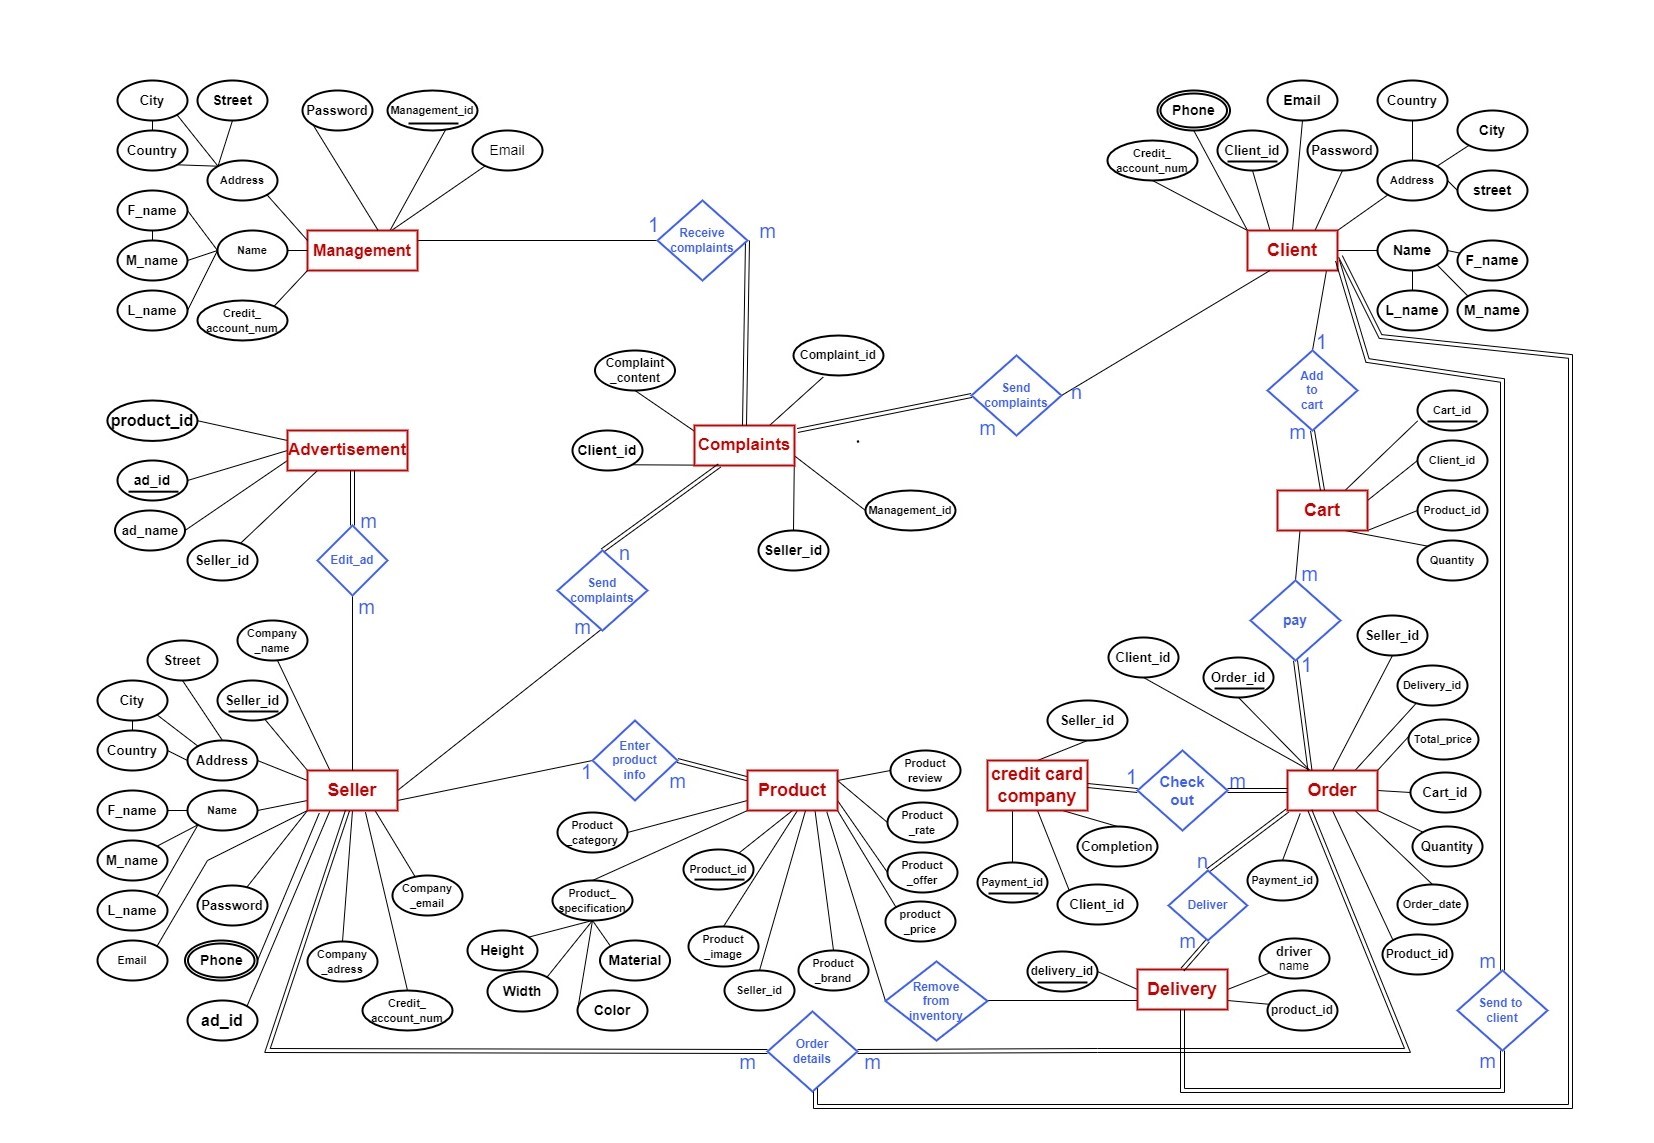 City
Street
Country
Address
Password
Management_id
Email
F_name
M_name
L_name
Name
Management
Credit_
account_num
1
Receive
complaints
m
Phone
Email
Country
City
Credit_
account_num
Client_id
Password
Address
street
Client
Name
F_name
L_name
M_name
Complaint
_content
Complaint_id
Client_id
Complaints
Management_id
Seller_id
Send
complaints
m
n
1
Add
to
cart
m
Cart_id
Client_id
Product_id
Quantity
Cart
product_id
Advertisement
ad_id
ad_name
Seller_id
m
Edit_ad
m
n
Send
complaints
m
m
pay
1
Company
_name
Street
City
Seller_id
Country
Address
Seller
F_name
Name
M_name
L_name
Email
Password
Phone
ad_id
Company
_adress
Company
_email
Credit_
account_num
1
Enter
product
info
m
Product
Product
review
Product
_rate
Product
_offer
product
_price
Product
_category
Product_id
Product_
specification
Height
Width
Color
Material
Product
_image
Seller_id
Product
_brand
Remove
from
inventory
Seller_id
credit card
company
Payment_id
Client_id
Completion
1
Check
out
m
Client_id
Order_id
Seller_id
Delivery_id
Total_price
Order
Cart_id
Quantity
Order_date
Product_id
Payment_id
n
Deliver
m
delivery_id
Delivery
driver
name
product_id
m
Send to
client
m
m
Order
details
m